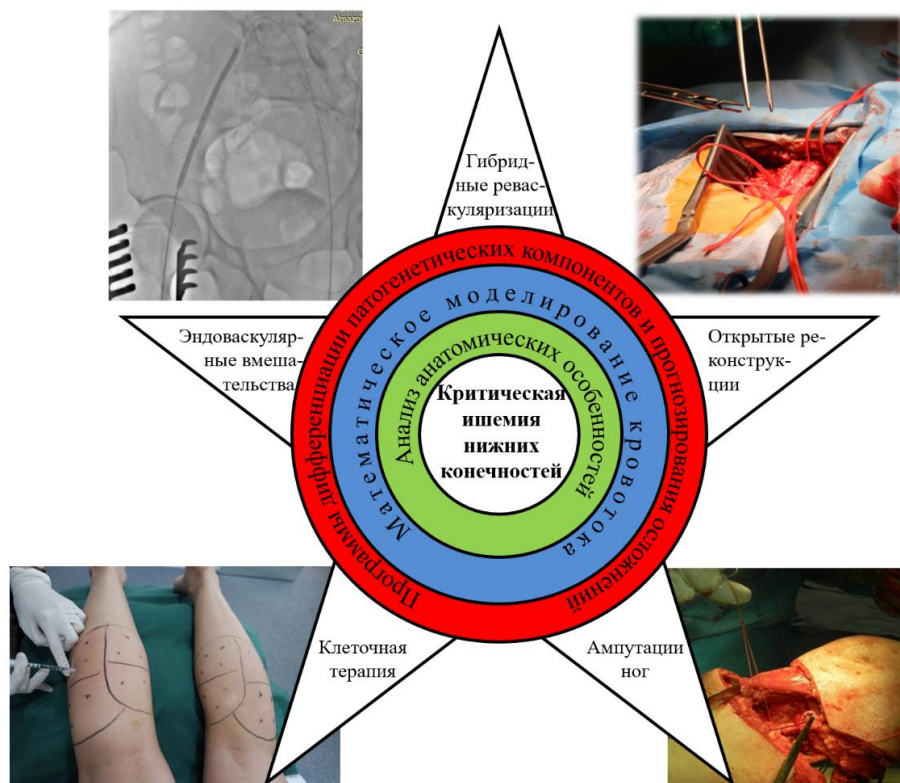 Almazov
Гибрид-
ные ревас-
куляризации
Эндоваскуляр-
ные вмеша-
тельства
Открытые ре-
конструк-
ции
Программы дифференциации патогенетических компонентов и прогнозирования осложнений
Математическое моделирование кровотока
Анализ анатомических особенностей
Критическая
ишемия
нижних
конечностей
Клеточная
терапия
Ампутации
ног